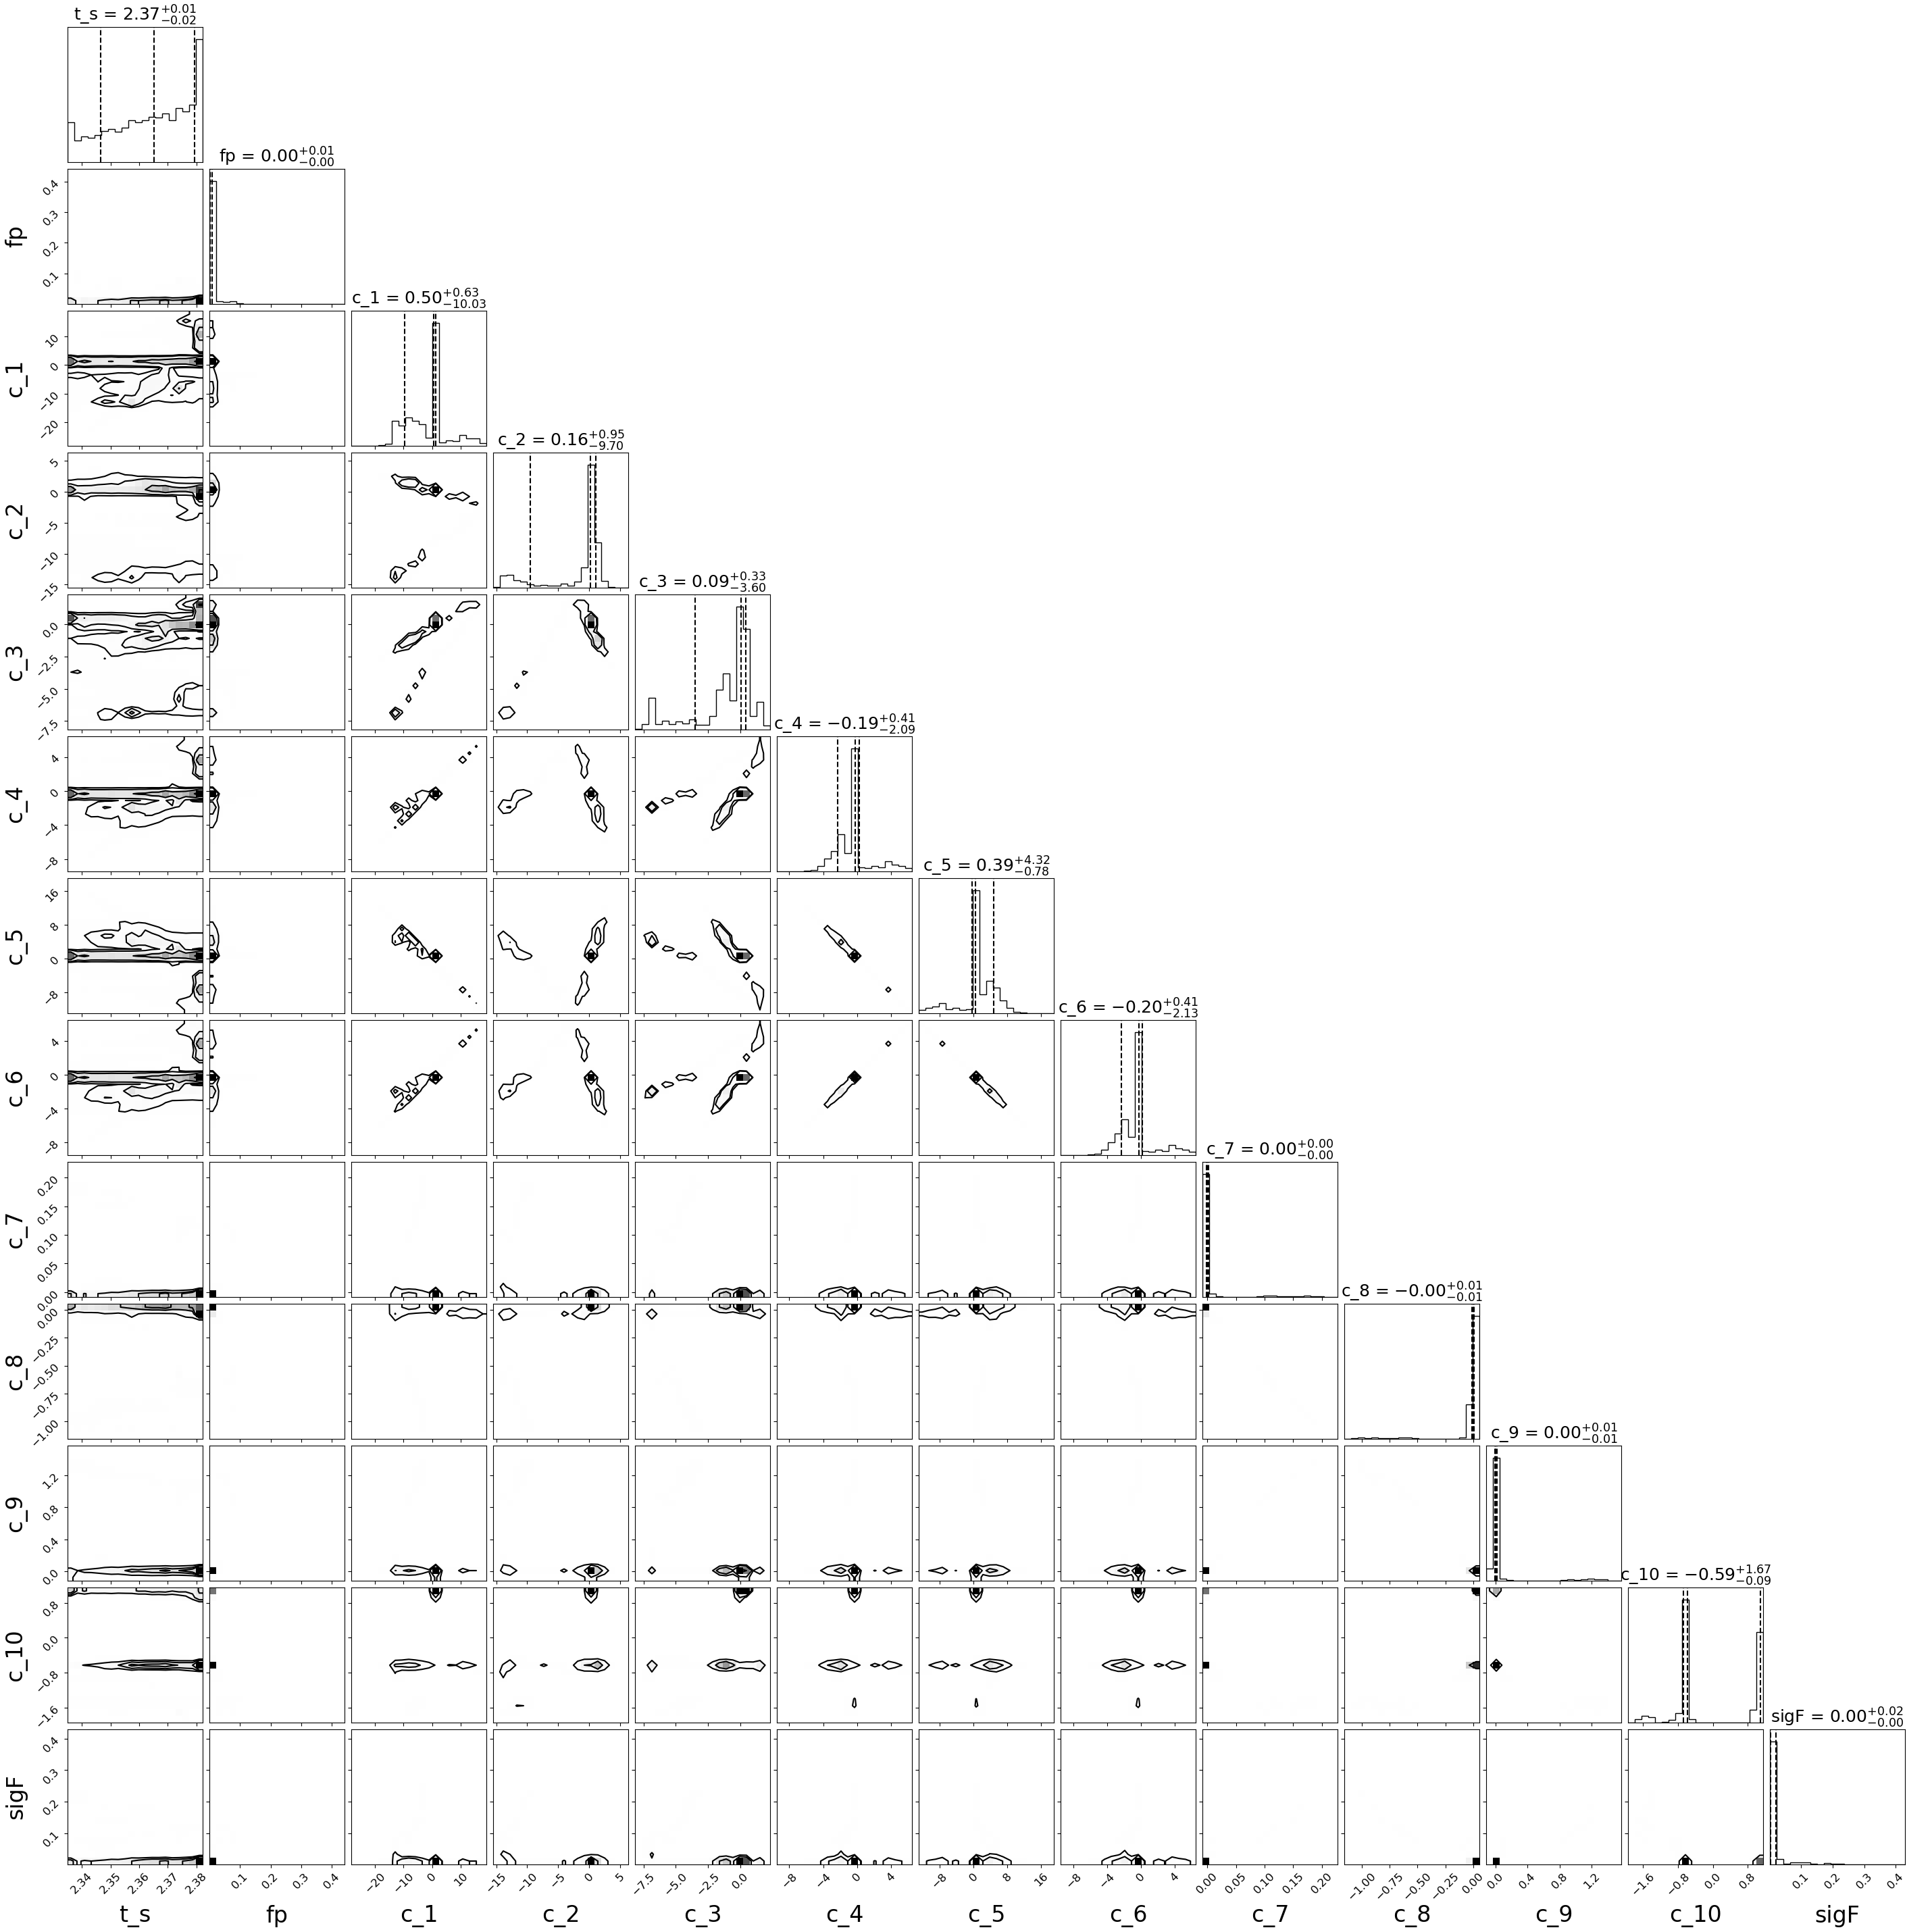 t_s = 2.37+0.01−0.02
fp = 0.00+0.01−0.00
0.4
0.3
0.2
0.1
fp
c_1 = 0.50+0.63−10.03
10
0
−10
−20
c_1
c_2 = 0.16+0.95−9.70
5
0
−5
−10
−15
c_2
c_3 = 0.09+0.33−3.60
0.0
−2.5
−5.0
−7.5
c_3
c_4 = −0.19+0.41−2.09
4
0
−4
−8
c_4
c_5 = 0.39+4.32−0.78
16
8
0
−8
c_5
c_6 = −0.20+0.41−2.13
4
0
−4
−8
c_6
c_7 = 0.00+0.00−0.00
0.20
0.15
0.10
0.05
0.00
c_7
c_8 = −0.00+0.01−0.01
0.00
−0.25
−0.50
−0.75
−1.00
c_8
c_9 = 0.00+0.01−0.01
1.2
0.8
0.4
0.0
c_9
c_10 = −0.59+1.67−0.09
0.8
0.0
−0.8
−1.6
c_10
sigF = 0.00+0.02−0.00
0.4
0.3
0.2
0.1
sigF
2.34 2.35 2.36 2.37 2.38 0.1 0.2 0.3 0.4 −20 −10 0 10 −15 −10 −5 0 5 −7.5 −5.0 −2.5 0.0 −8 −4 0 4 −8 0 8 16 −8 −4 0 4 0.00 0.05 0.10 0.15 0.20 −1.00 −0.75 −0.50 −0.25 0.00 0.0 0.4 0.8 1.2 −1.6 −0.8 0.0 0.8 0.1 0.2 0.3 0.4
t_s fp c_1 c_2 c_3 c_4 c_5 c_6 c_7 c_8 c_9 c_10 sigF